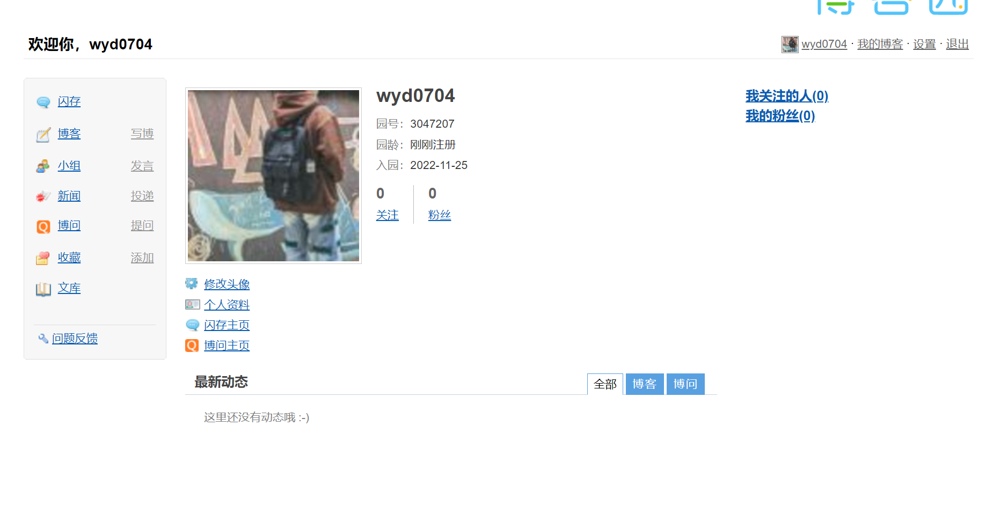 博客园
欢迎你，wyd0704
wyd0704 · 我的博客 · 设置 · 退出
闪存
博客 写博
小组 发言
新闻 投递
博问 提问
收藏 添加
文库
问题反馈
wyd0704
园号： 3047207
园龄： 刚刚注册
入园： 2022-11-25
0 0
关注 粉丝
修改头像
个人资料
闪存主页
博问主页
我关注的人(0)
我的粉丝(0)
最新动态 全部 博客 博问
这里还没有动态哦 :-)